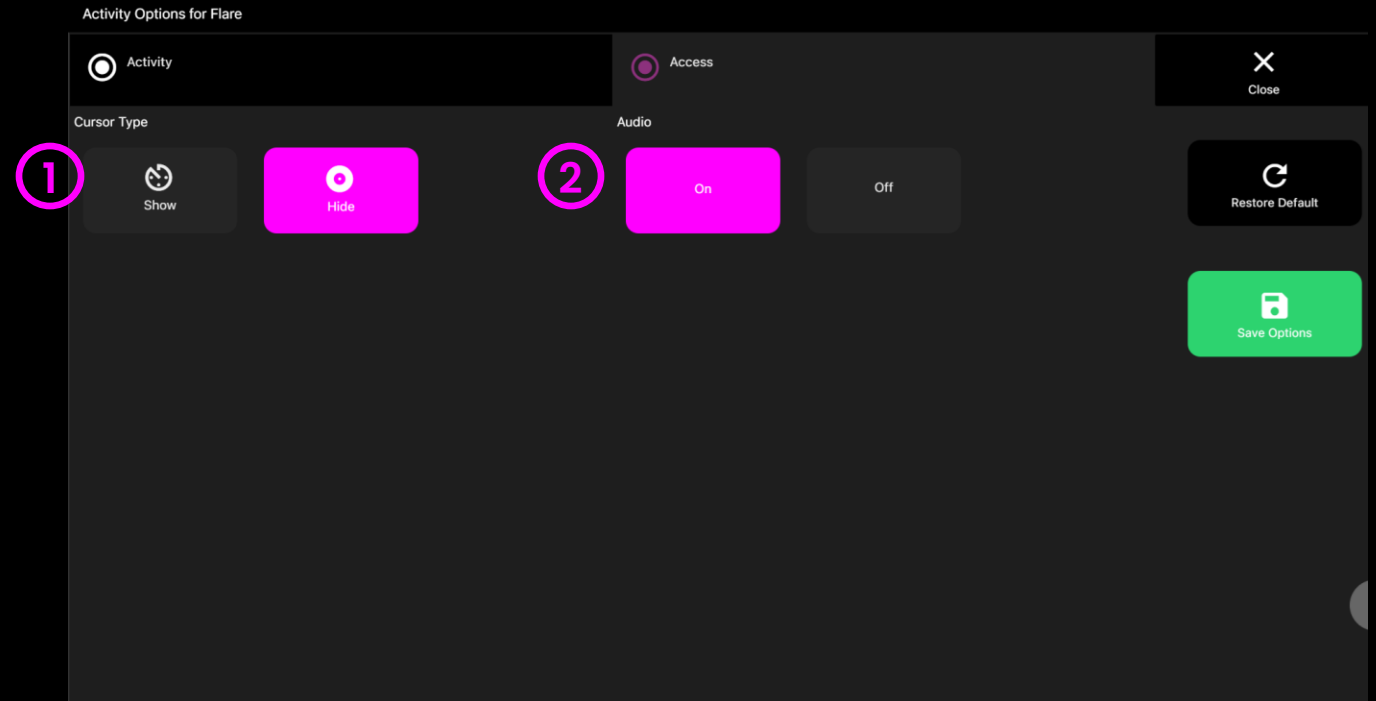 Activity Options for Flare
Activity
Access
Close
Cursor Type
Audio
1
Show
Hide
2
On
Off
Restore Default
Save Options